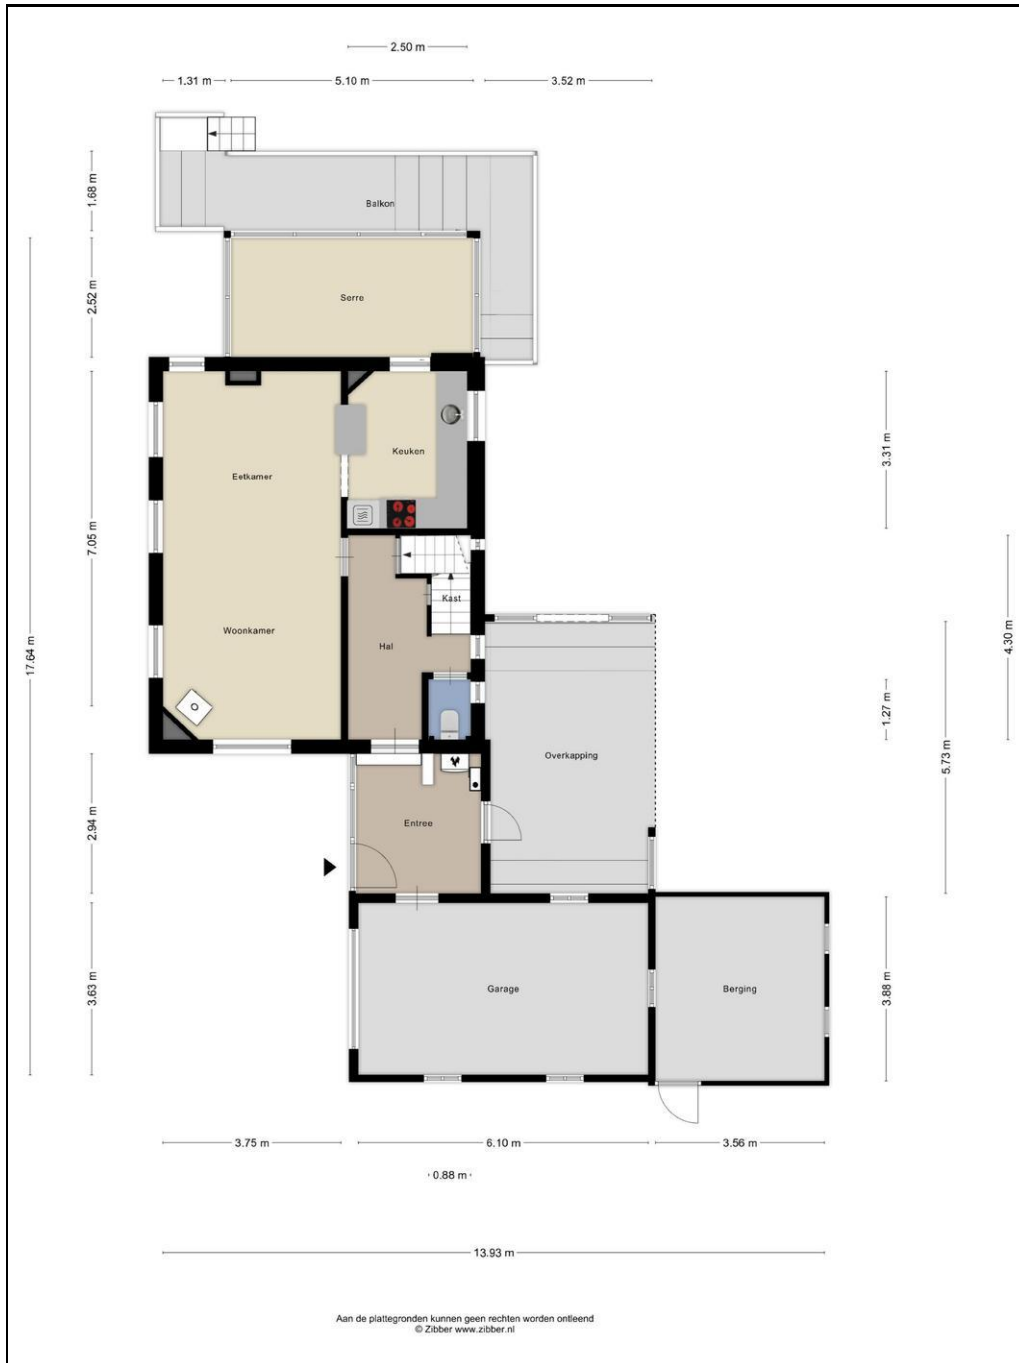 2.50 m
1.31 m
5.10 m
3.52 m
1.68 m
Balkon
2.52 m
Serre
17.64 m
7.05 m
Eetkamer
Keuken
3.31 m
Kast
Woonkamer
Hal
4.30 m
1.27 m
Overkapping
5.73 m
2.94 m
Entree
3.63 m
Garage
Berging
3.88 m
3.75 m
6.10 m
3.56 m
0.88 m
13.93 m
Aan de plattegronden kunnen geen rechten worden ontleend
© Zibber www.zibber.nl